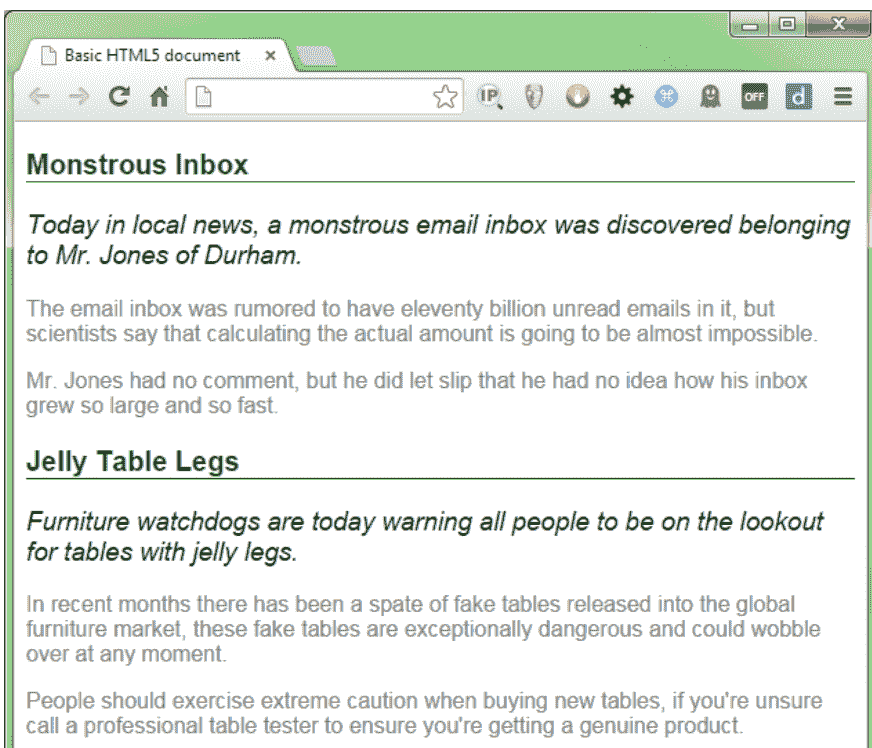 Basic HTML5 document
IP
OFF
d
Monstrous Inbox
Today in local news, a monstrous email inbox was discovered belonging
to Mr. Jones of Durham.
The email inbox was rumored to have eleventy billion unread emails in it, but
scientists say that calculating the actual amount is going to be almost impossible.
Mr. Jones had no comment, but he did let slip that he had no idea how his inbox
grew so large and so fast.
Jelly Table Legs
Furniture watchdogs are today warning all people to be on the lookout
for tables with jelly legs.
In recent months there has been a spate of fake tables released into the global
furniture market, these fake tables are exceptionally dangerous and could wobble
over at any moment.
People should exercise extreme caution when buying new tables, if you're unsure
call a professional table tester to ensure you're getting a genuine product.